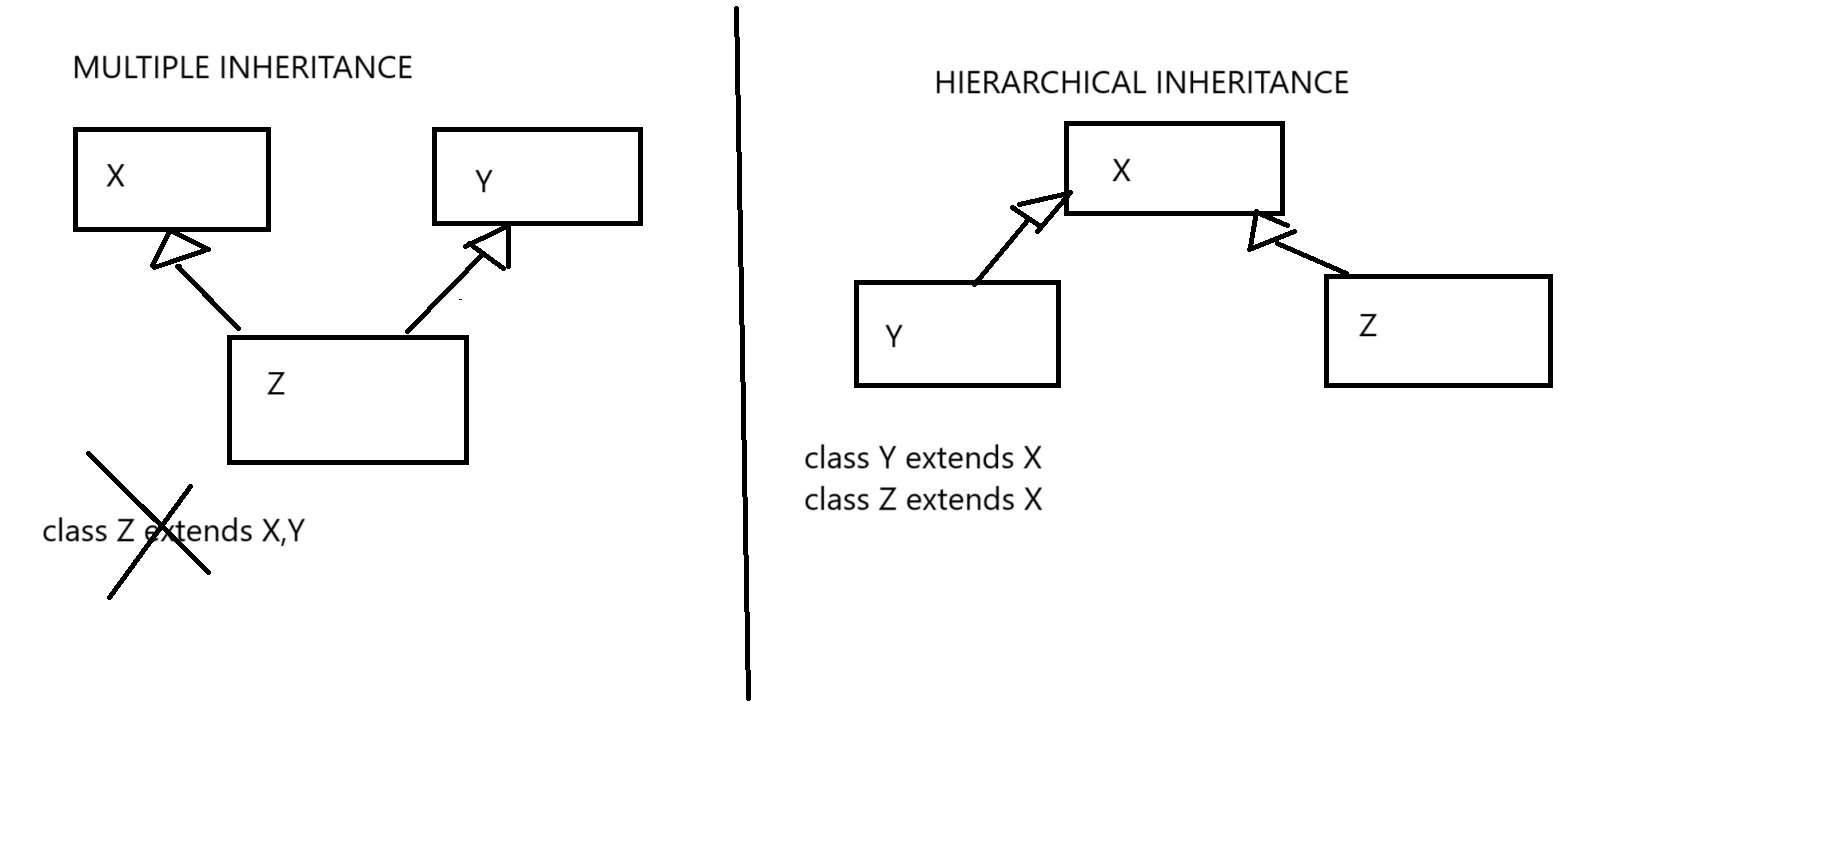 MULTIPLE INHERITANCE
X
Y
Z
class Z extends X,Y
HIERARCHICAL INHERITANCE
X
Y
Z
class Y extends X
class Z extends X